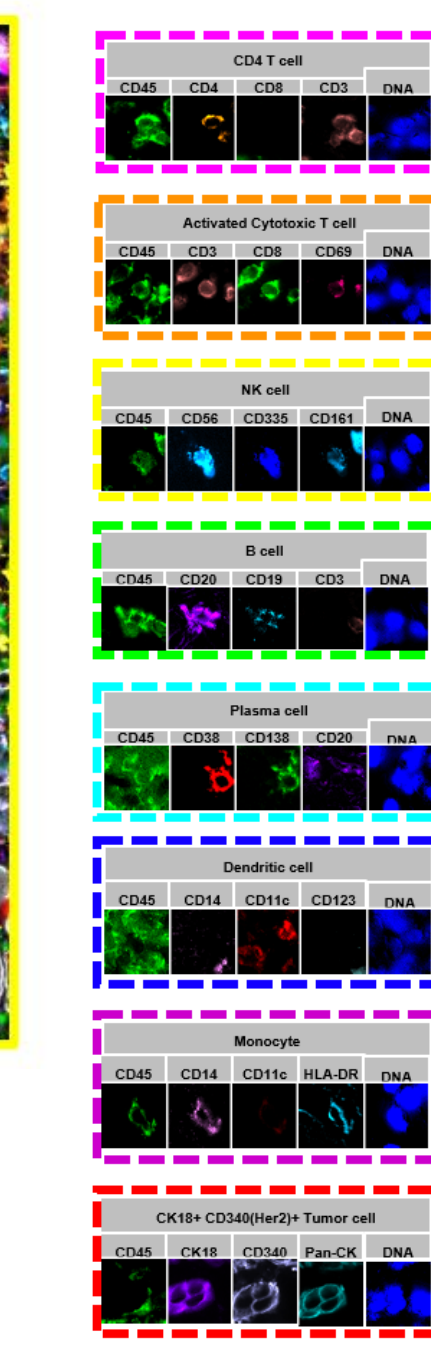 CD4 T cell
CD45 CD4 CD8 CD3 DNA
Activated Cytotoxic T cell
CD45 CD3 CD8 CD69 DNA
NK cell
CD45 CD56 CD335 CD161 DNA
B cell
CD45 CD20 CD19 CD3 DNA
Plasma cell
CD45 CD38 CD138 CD20 DNA
Dendritic cell
CD45 CD14 CD11c CD123 DNA
Monocyte
CD45 CD14 CD11c HLA-DR DNA
CK18+ CD340(Her2)+ Tumor cell
CD45 CK18 CD340 Pan-CK DNA